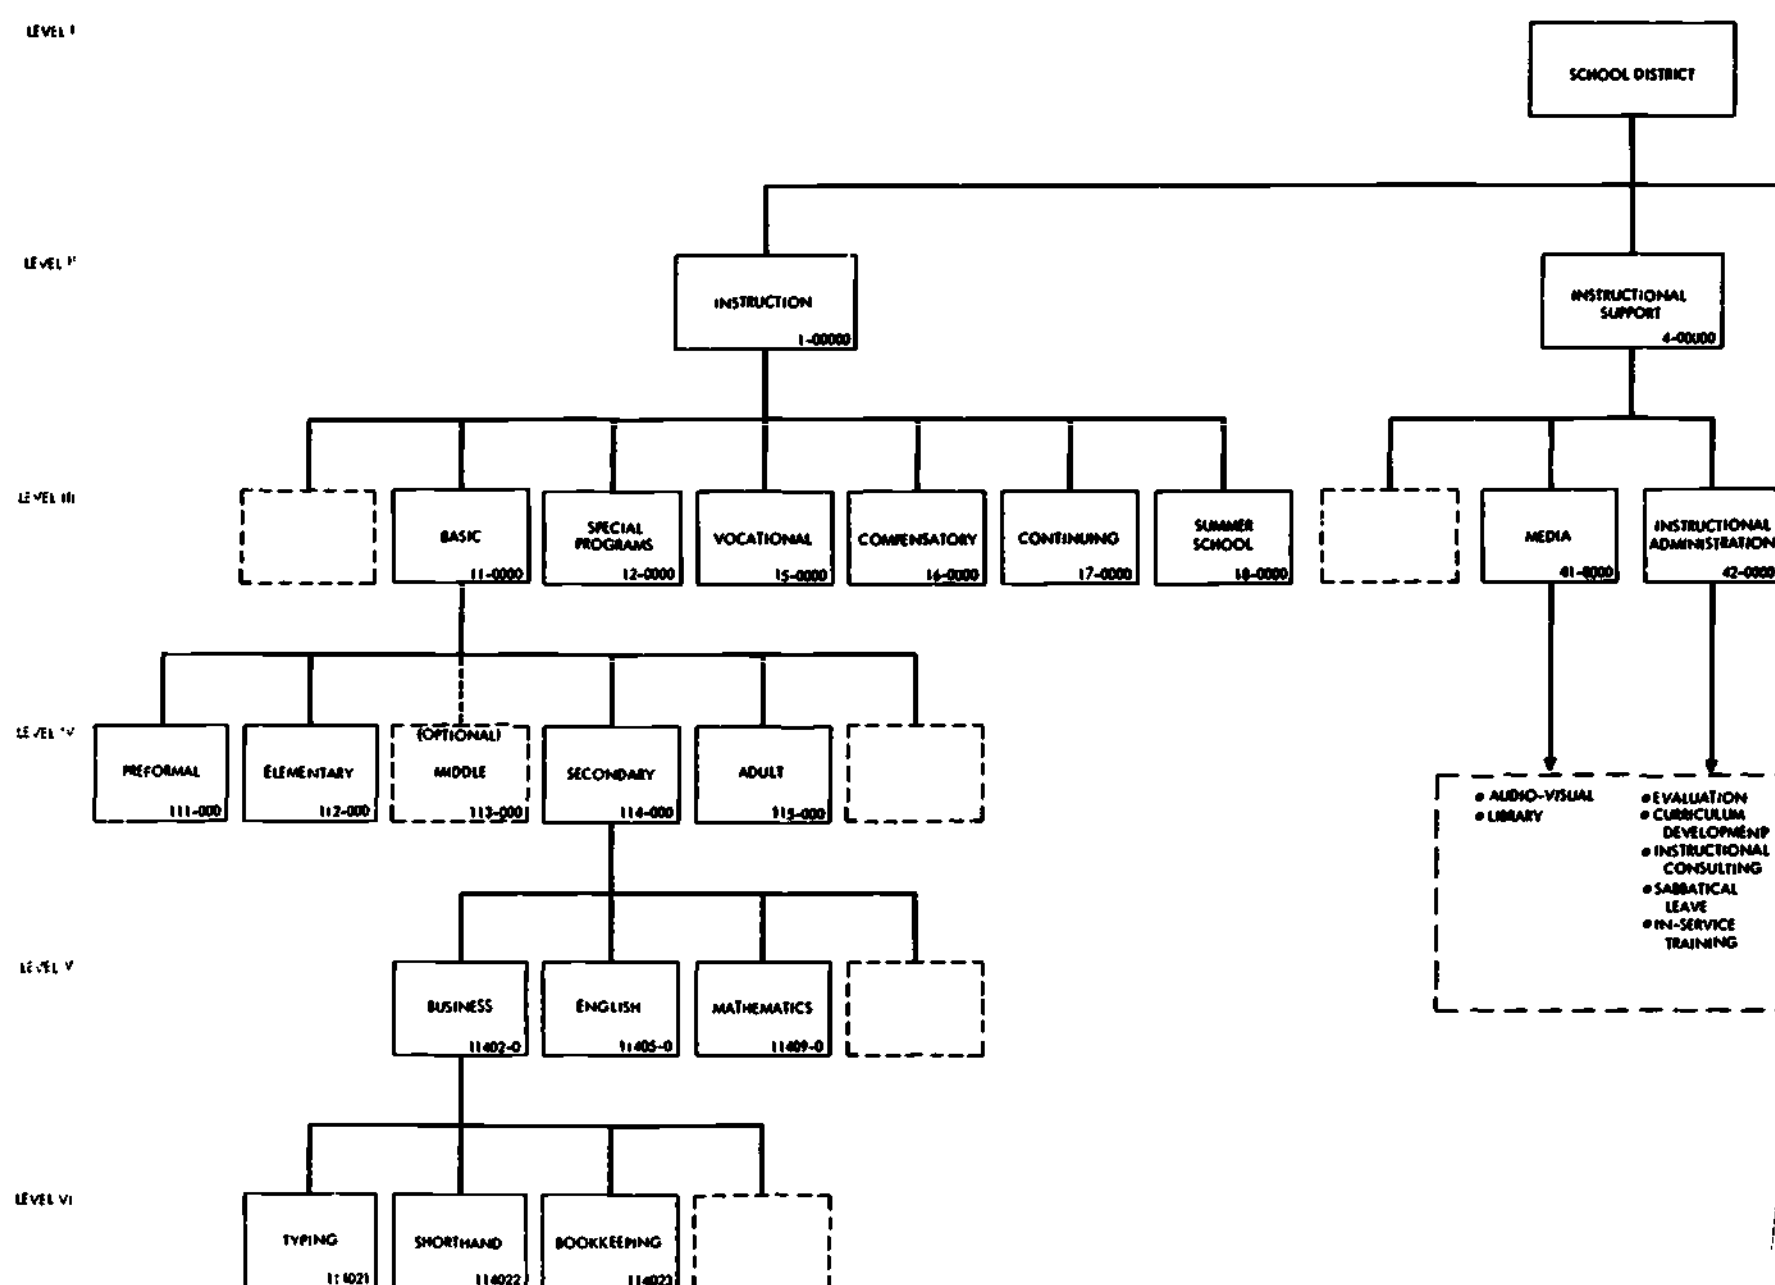 LEVEL I
SCHOOL DISTRICT
LEVEL II
INSTRUCTION
1-00000
INSTRUCTIONAL
SUPPORT
4-00000
LEVEL III
BASIC
11-0000
SPECIAL
PROGRAMS
12-0000
VOCATIONAL
15-0000
COMPENSATORY
16-0000
CONTINUING
17-0000
SUMMER
SCHOOL
18-0000
MEDIA
41-0000
INSTRUCTIONAL
ADMINISTRATION
42-0000
LEVEL IV
PREFORMAL
111-000
ELEMENTARY
112-000
(OPTIONAL)
MIDDLE
113-000
SECONDARY
114-000
ADULT
115-000
• AUDIO-VISUAL
• LIBRARY
• EVALUATION
• CURRICULUM
DEVELOPMENT
• INSTRUCTIONAL
CONSULTING
• SABBATICAL
LEAVE
• IN-SERVICE
TRAINING
LEVEL V
BUSINESS
11402-0
ENGLISH
11405-0
MATHEMATICS
11409-0
LEVEL VI
TYPING
114021
SHORTHAND
114022
BOOKKEEPING
114023